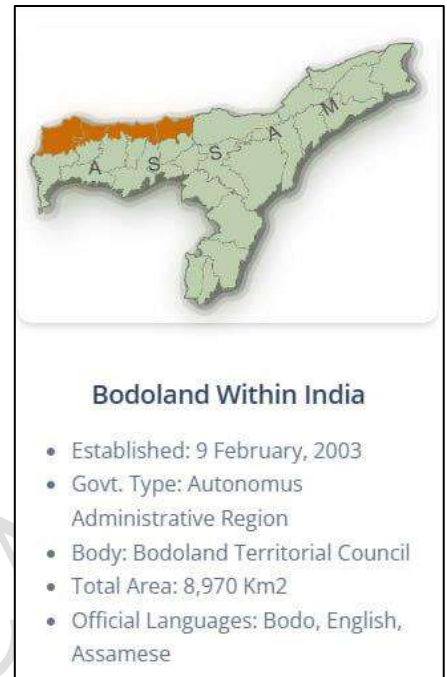 A S S A M
Bodoland Within India
• Established: 9 February, 2003
• Govt. Type: Autonomus
Administrative Region
• Body: Bodoland Territorial Council
• Total Area: 8,970 Km2
• Official Languages: Bodo, English,
Assamese